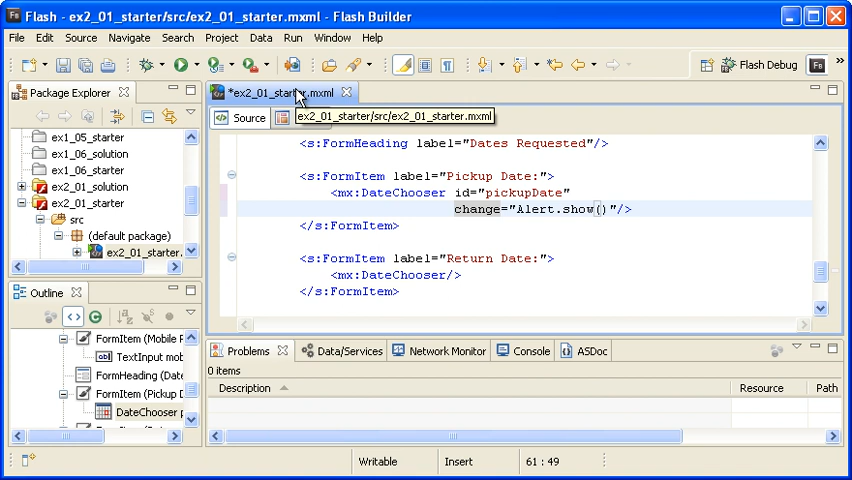 Fb Flash - ex2_01_starter/src/ex2_01_starter.mxml - Flash Builder
File Edit Source Navigate Search Project Data Run Window Help
Flash Debug Fb
Package Explorer
*ex2_01_starter.mxml
Source
ex2_01_starter/src/ex2_01_starter.mxml
ex1_05_starter
ex1_06_solution
ex1_06_starter
ex2_01_solution
ex2_01_starter
src
(default package)
ex2_01_starter.m
<s:FormHeading label="Dates Requested"/>
<s:FormItem label="Pickup Date:">
<mx:DateChooser id="pickupDate"
change="Alert.show()"/>
</s:FormItem>
<s:FormItem label="Return Date:">
<mx:DateChooser/>
</s:FormItem>
Outline
FormItem (Mobile P
TextInput mob
FormHeading (Date
FormItem (Pickup D
DateChooser p
Problems Data/Services Network Monitor Console ASDoc
0 items
Description Resource Path
Writable Insert 61 : 49